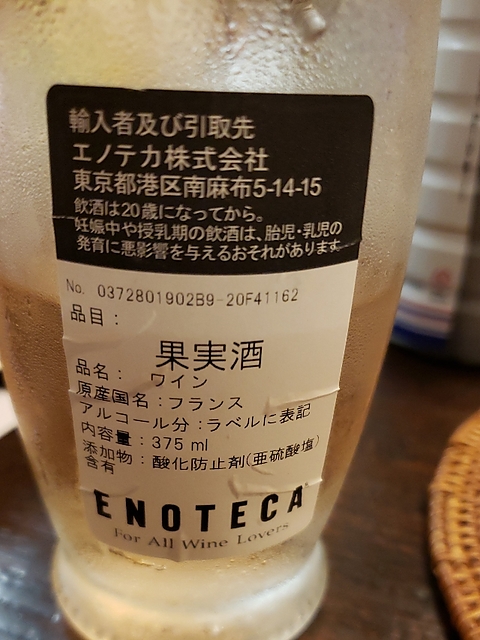 輸入者及び引取先
エノテカ株式会社
東京都港区南麻布5-14-15
飲酒は20歳になってから。
妊娠中や授乳期の飲酒は、胎児・乳児の
発育に悪影響を与えるおそれがあります。
No. 0372801902B9-20F41162
品目：
果実酒
品名： ワイン
原産国名：フランス
アルコール分：ラベルに表記
内容量：375 ml
添加物：酸化防止剤(亜硫酸塩)
含有
ENOTECA
For All Wine Lovers